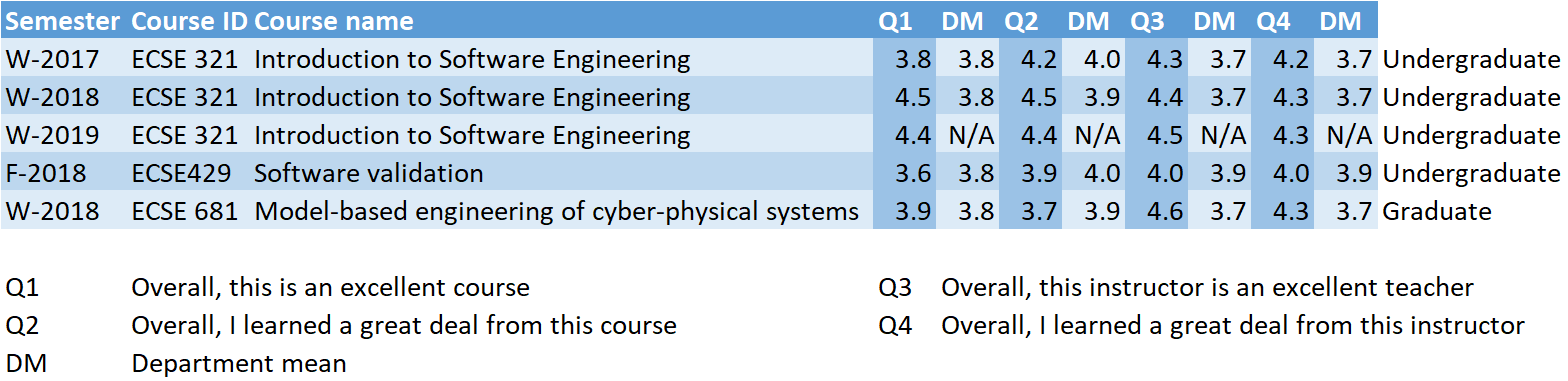 Semester Course ID Course name Q1 DM Q2 DM Q3 DM Q4 DM
W-2017 ECSE 321 Introduction to Software Engineering 3.8 3.8 4.2 4.0 4.3 3.7 4.2 3.7 Undergraduate
W-2018 ECSE 321 Introduction to Software Engineering 4.5 3.8 4.5 3.9 4.4 3.7 4.3 3.7 Undergraduate
W-2019 ECSE 321 Introduction to Software Engineering 4.4 N/A 4.4 N/A 4.5 N/A 4.3 N/A Undergraduate
F-2018 ECSE429 Software validation 3.6 3.8 3.9 4.0 4.0 3.9 4.0 3.9 Undergraduate
W-2018 ECSE 681 Model-based engineering of cyber-physical systems 3.9 3.8 3.7 3.9 4.6 3.7 4.3 3.7 Graduate
Q1 Overall, this is an excellent course Q3 Overall, this instructor is an excellent teacher
Q2 Overall, I learned a great deal from this course Q4 Overall, I learned a great deal from this instructor
DM Department mean